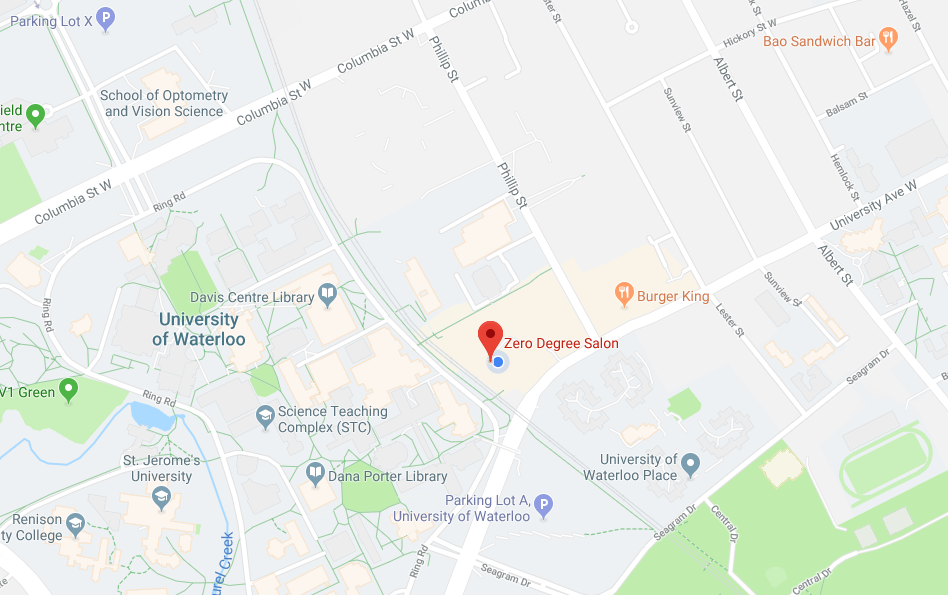 Parking Lot X
Columbia St W
Columbia St W
Columbia St W
Phillip St
Hickory St W
Bao Sandwich Bar
Albert St
Hazel St
School of Optometry
and Vision Science
Sunview St
Balsam St
ield
ntre
Columbia St W
Ring Rd
Phillip St
Hemlock St
University Ave W
Albert St
Davis Centre Library
University
of Waterloo
Ring Rd
Burger King
Sunview St
Lester St
Zero Degree Salon
Seagram Dr
V1 Green
Ring Rd
Science Teaching
Complex (STC)
St. Jerome's
University
Dana Porter Library
University of
Waterloo Place
Parking Lot A,
University of Waterloo
Renison
ty College
Seagram Dr
Central Dr
urel Creek
Ring Rd
Seagram Dr
Central Dr